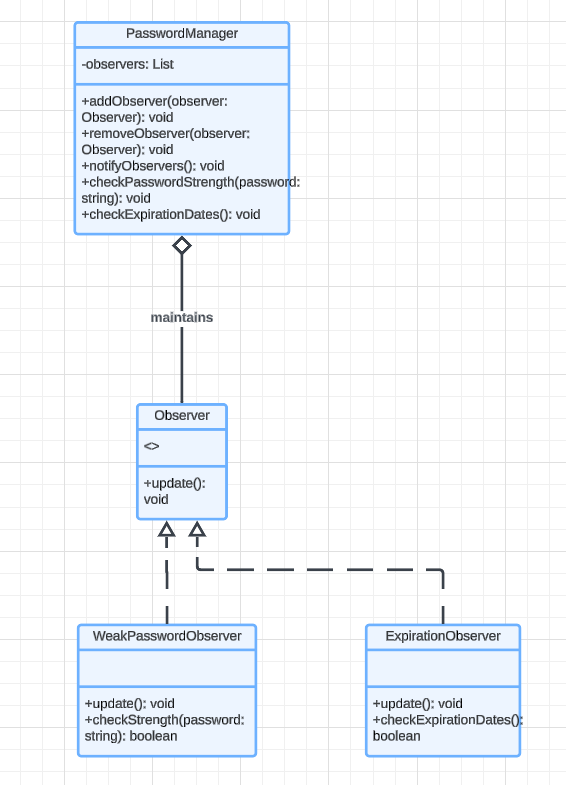 PasswordManager
-observers: List
+addObserver(observer:
Observer): void
+removeObserver(observer:
Observer): void
+notifyObservers(): void
+checkPasswordStrength(password:
string): void
+checkExpirationDates(): void
maintains
Observer
<>
+update():
void
WeakPasswordObserver
+update(): void
+checkStrength(password:
string): boolean
ExpirationObserver
+update(): void
+checkExpirationDates():
boolean